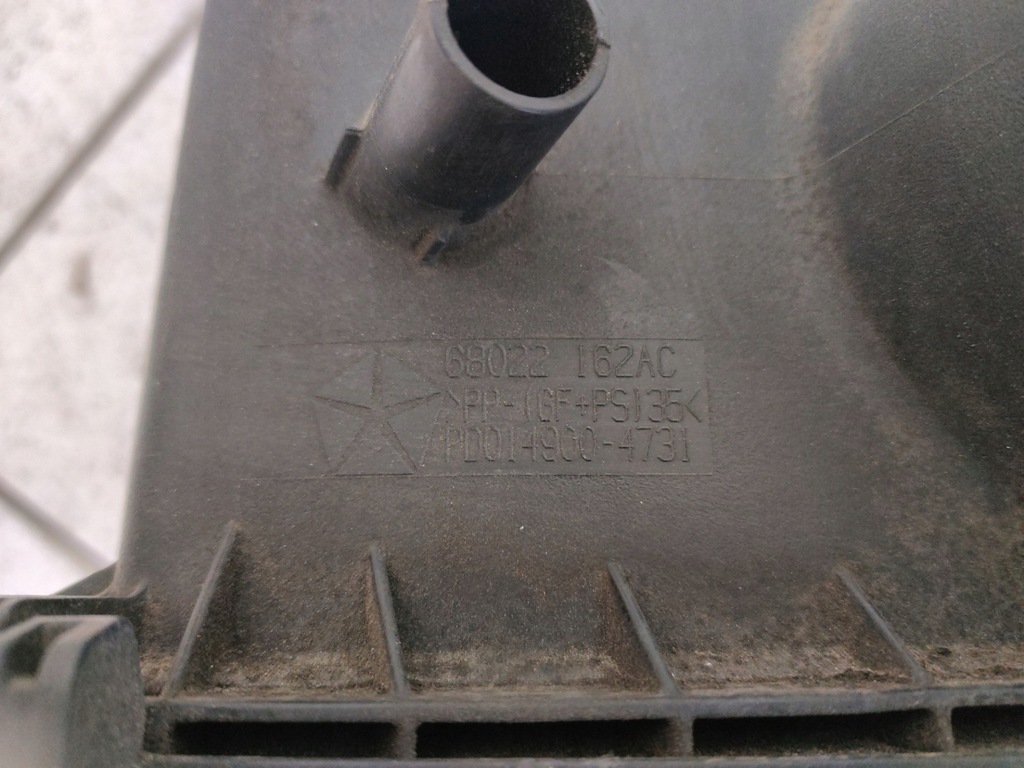 68022 162AC
>PP-(GF+PS)35<
PD014900-4731